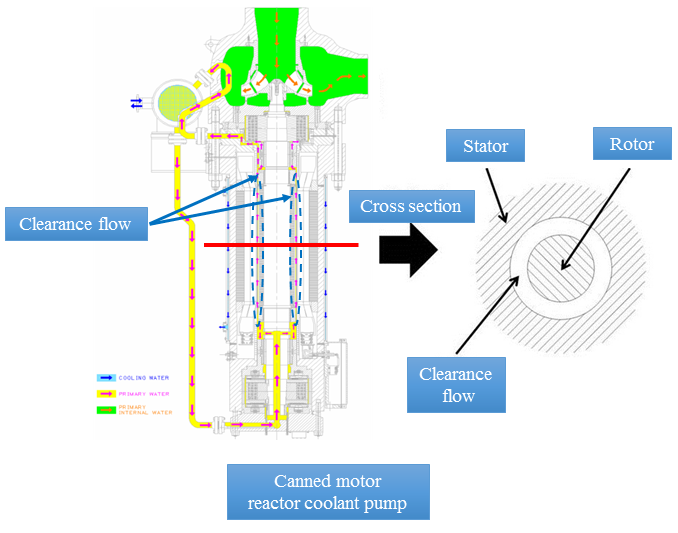 Stator
Rotor
Clearance flow
Cross section
Clearance
flow
COOLING WATER
PRIMARY-WATER
PRIMARY
INTERNAL WATER
Canned motor
reactor coolant pump